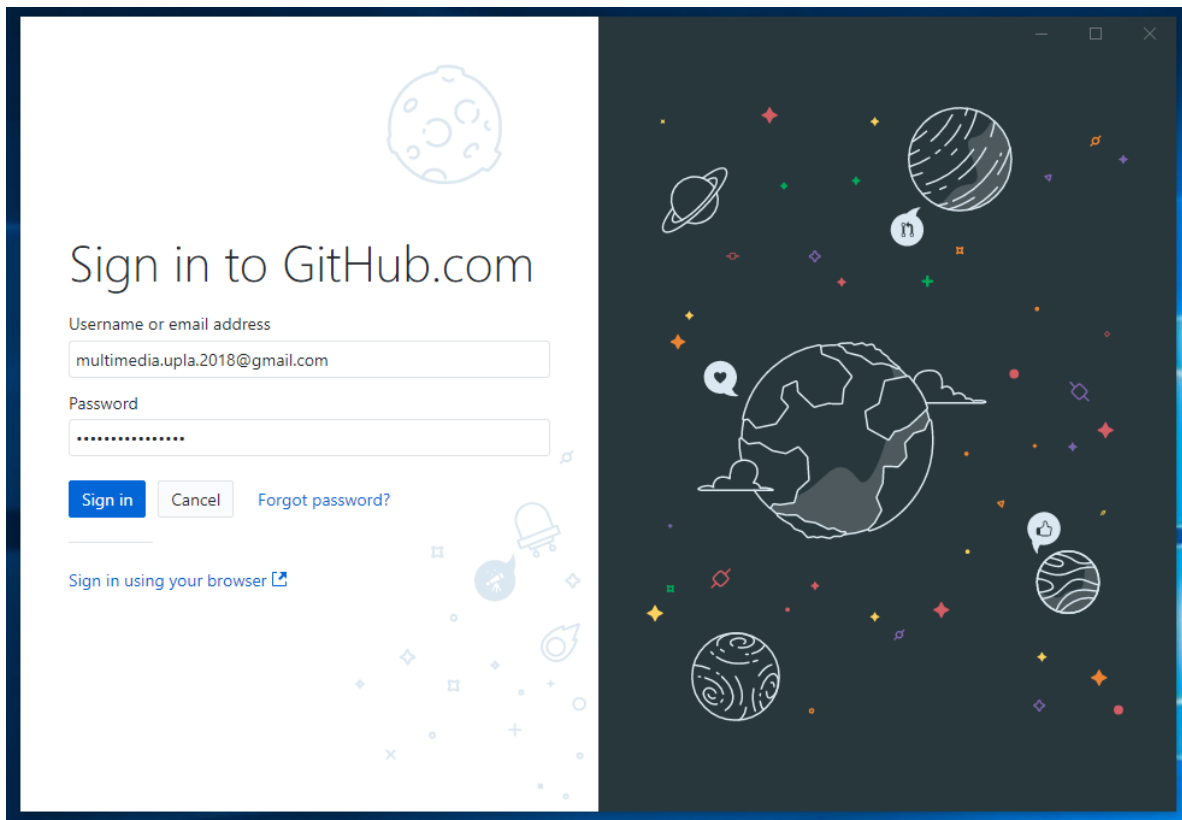 Sign in to GitHub.com
Username or email address
multimedia.upla.2018@gmail.com
Password
••••••••••••••••
Sign in Cancel Forgot password?
Sign in using your browser